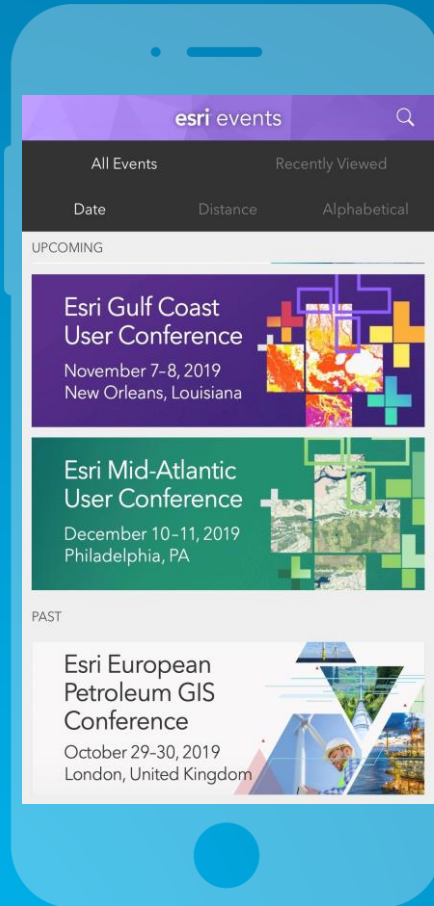 esri events
All Events Recently Viewed
Date Distance Alphabetical
UPCOMING
Esri Gulf Coast
User Conference
November 7–8, 2019
New Orleans, Louisiana
Esri Mid-Atlantic
User Conference
December 10–11, 2019
Philadelphia, PA
PAST
Esri European
Petroleum GIS
Conference
October 29-30, 2019
London, United Kingdom